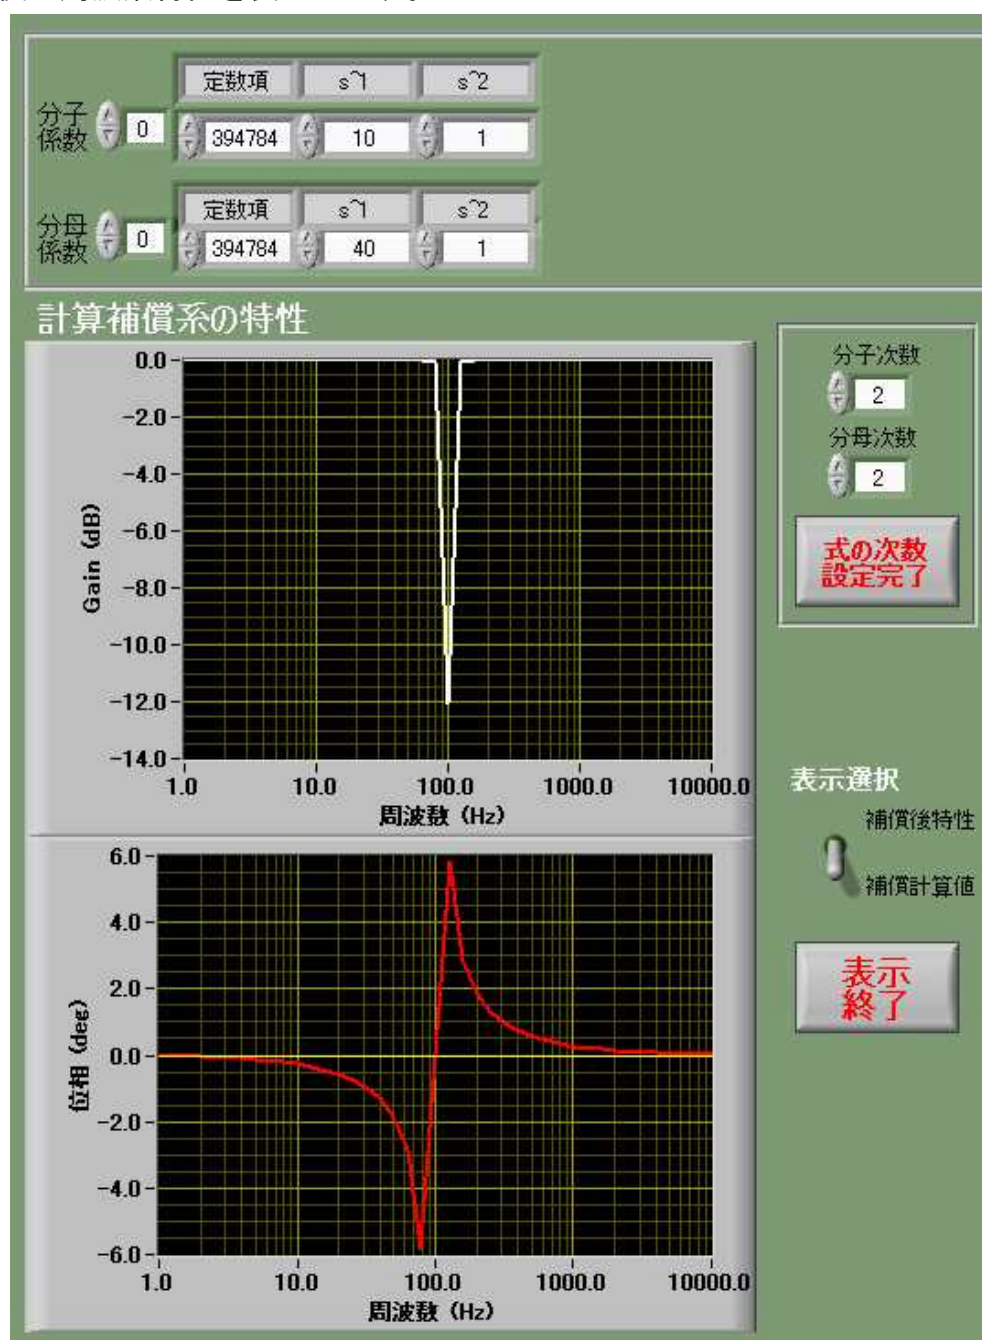 定数項 s^1 s^2
分子係数 0 394784 10 1
定数項 s^1 s^2
分母係数 0 394784 40 1
計算補償系の特性
0.0
-2.0
-4.0
-6.0
-8.0
-10.0
-12.0
-14.0
Gain (dB)
1.0 10.0 100.0 1000.0 10000.0
周波数 (Hz)
6.0
4.0
2.0
0.0
-2.0
-4.0
-6.0
位相 (deg)
1.0 10.0 100.0 1000.0 10000.0
周波数 (Hz)
分子次数
2
分母次数
2
式の次数
設定完了
表示選択
補償後特性
補償計算値
表示
終了